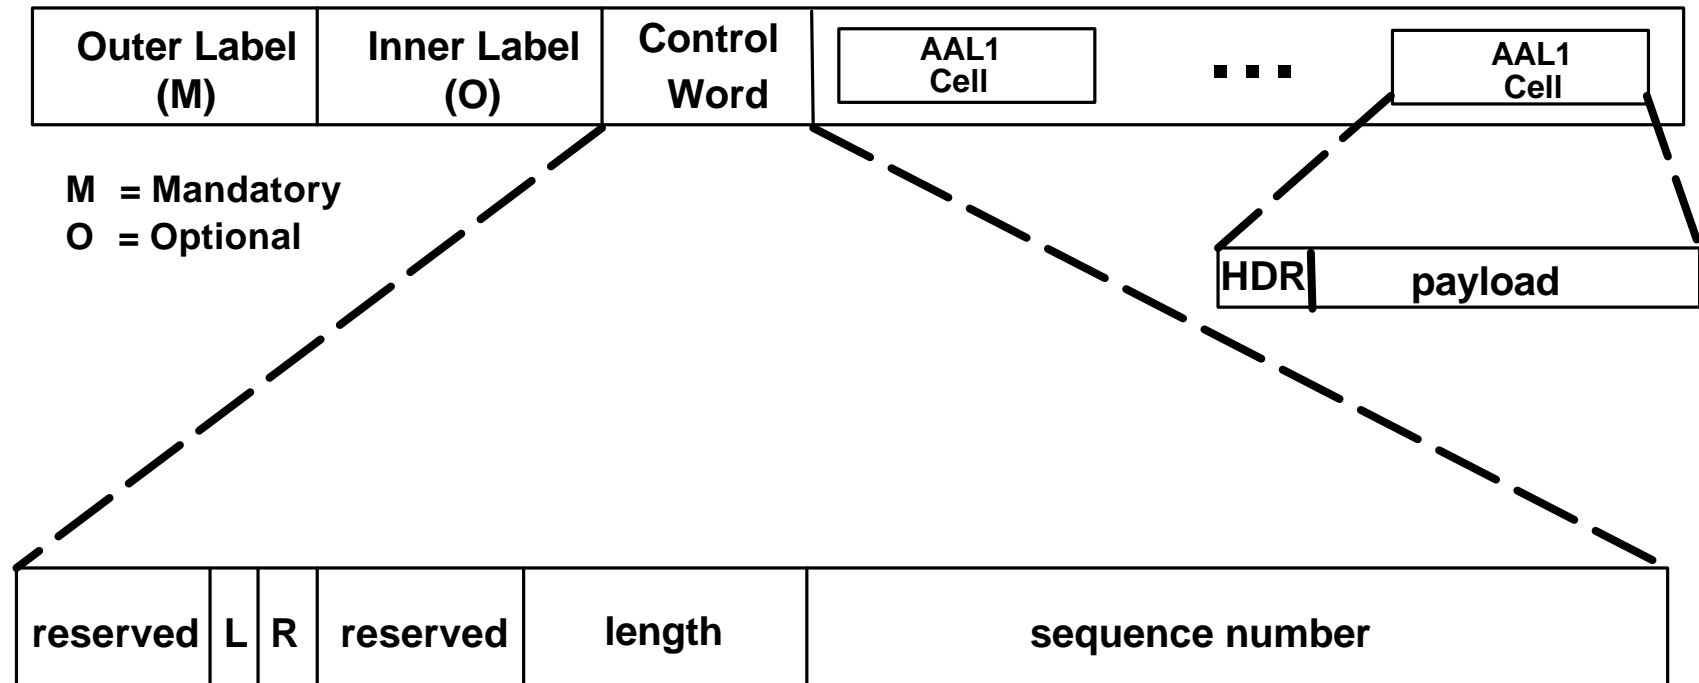 Outer Label
(M)
Inner Label
(O)
Control
Word
AAL1
Cell
...
AAL1
Cell
M = Mandatory
O = Optional
HDR
payload
reserved
L
R
reserved
length
sequence number